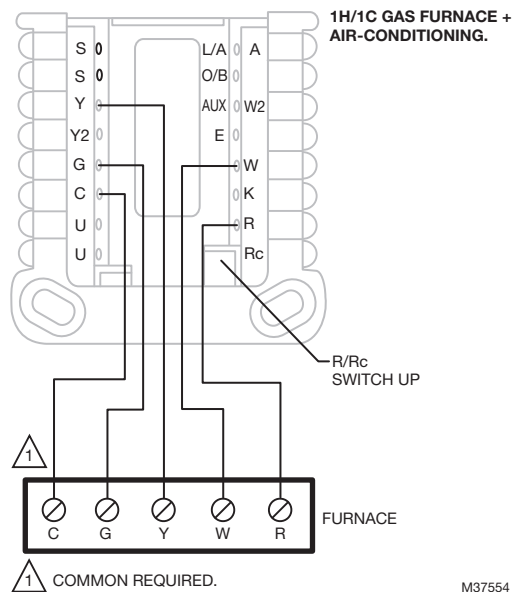 1H/1C GAS FURNACE +
AIR-CONDITIONING.
S L/A A
S O/B
Y AUX W2
Y2 E
G W
C K
U R
U Rc
R/Rc
SWITCH UP
1
C G Y W R
FURNACE
1 COMMON REQUIRED.
M37554